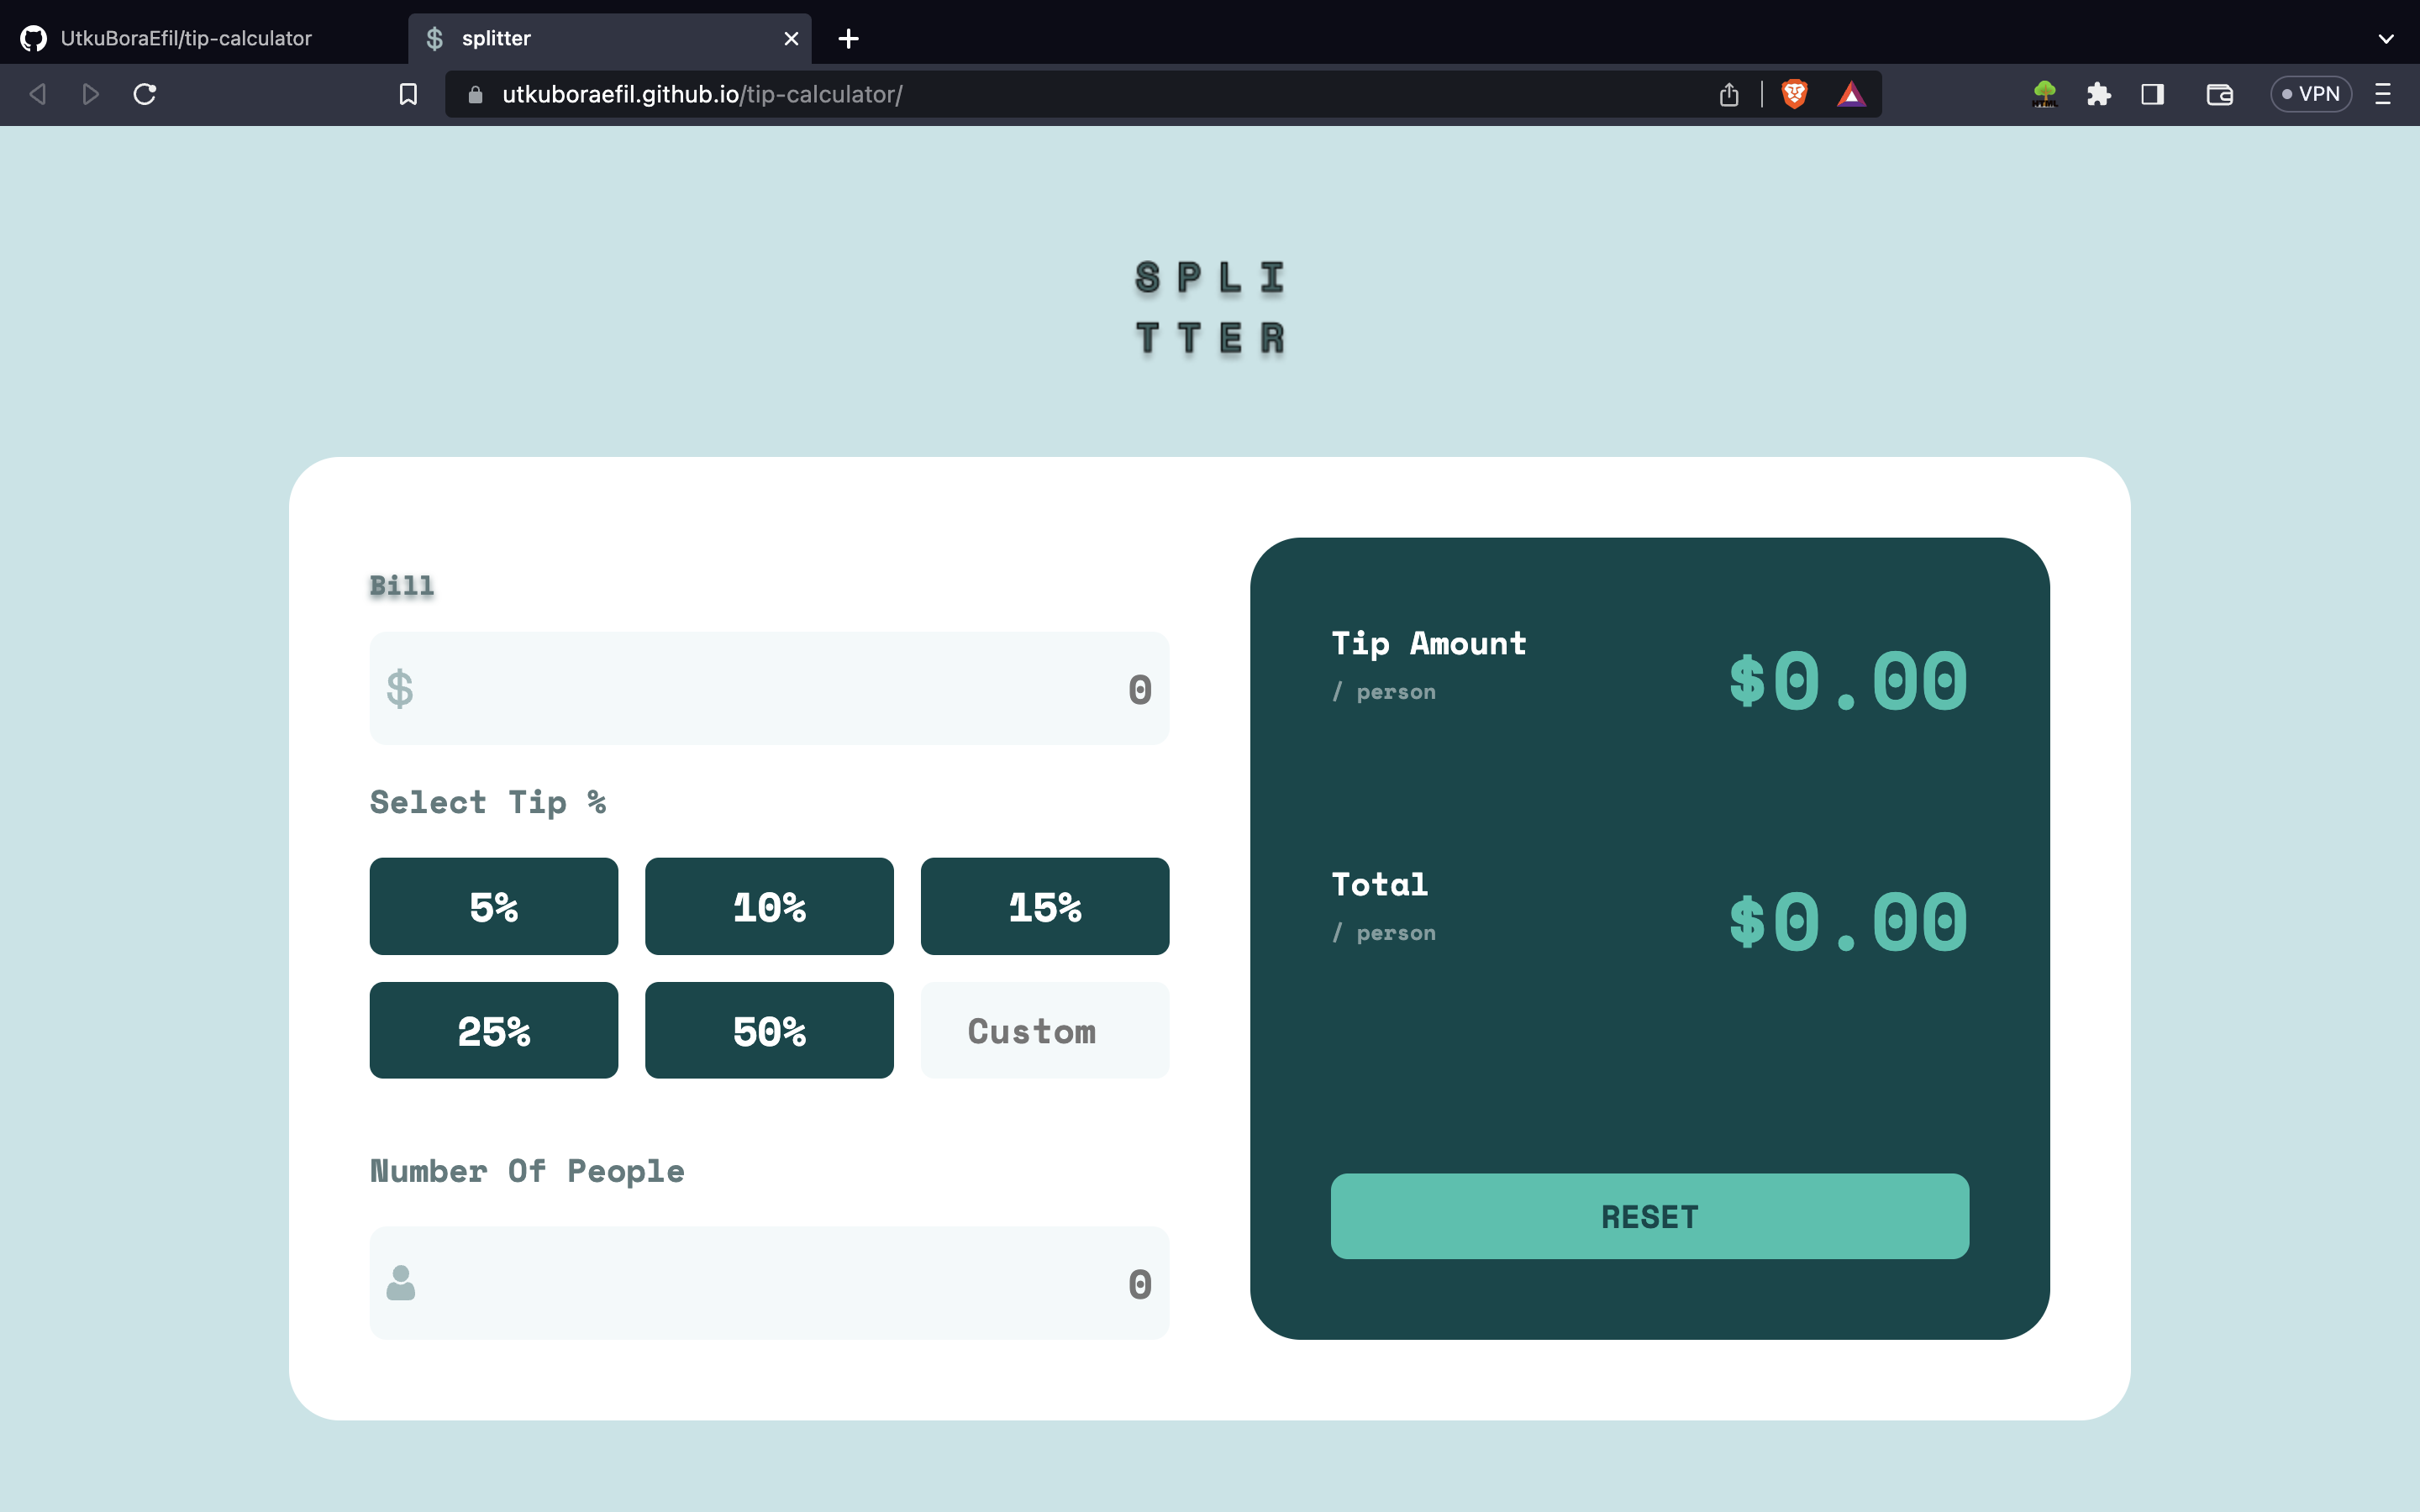 UtkuBoraEfil/tip-calculator
$ splitter
utkuboraefil.github.io/tip-calculator/
HTML
VPN
SPLI
TTER
Bill
$ 0
Select Tip %
5% 10% 15%
25% 50% Custom
Number Of People
0
Tip Amount
/ person
$0.00
Total
/ person
$0.00
RESET